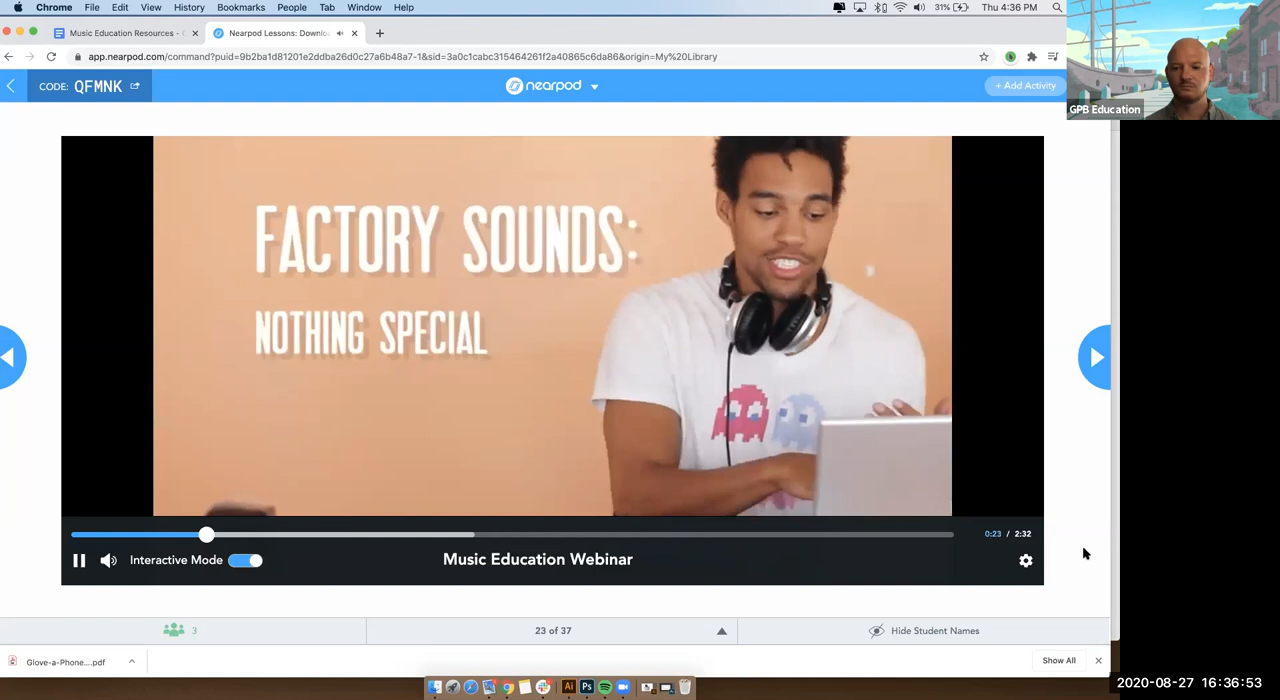 Chrome File Edit View History Bookmarks People Tab Window Help
31% Thu 4:36 PM
Music Education Resources -
Nearpod Lessons: Downlo
app.nearpod.com/command?puid=9b2ba1d81201e2ddba26d0c27a6b48a7-1&sid=3a0c1cabc315464261f2a40865c6da86&origin=My%20Library
CODE: QFMNK
nearpod
+ Add Activity
GPB Education
FACTORY SOUNDS:
NOTHING SPECIAL
0:23 / 2:32
Interactive Mode
Music Education Webinar
3
23 of 37
Hide Student Names
Glove-a-Phone....pdf
Show All
Ai Ps
2020-08-27 16:36:53